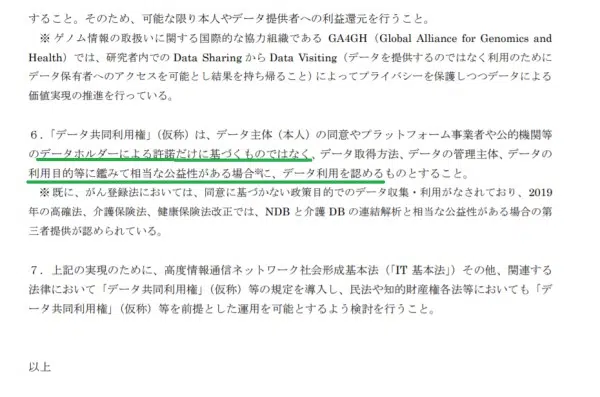 すること。そのため、可能な限り本人やデータ提供者への利益還元を行うこと。
※ ゲノム情報の取扱いに関する国際的な協力組織である GA4GH（Global Alliance for Genomics and
Health）では、研究者内での Data Sharing から Data Visiting（データを提供するのではなく利用のために
データ保有者へのアクセスを可能とし結果を持ち帰ること）によってプライバシーを保護しつつデータによる
価値実現の推進を行っている。
６．「データ共同利用権」（仮称）は、データ主体（本人）の同意やプラットフォーム事業者や公的機関等
のデータホルダーによる許諾だけに基づくものではなく、データ取得方法、データの管理主体、データの
利用目的等に鑑みて相当な公益性がある場合※に、データ利用を認めるものとすること。
※ 既に、がん登録法においては、同意に基づかない政策目的でのデータ収集・利用がなされており、2019
年の高確法、介護保険法、健康保険法改正では、NDB と介護 DB の連結解析と相当な公益性がある場合の第
三者提供が認められている。
７．上記の実現のために、高度情報通信ネットワーク社会形成基本法（「IT 基本法」）その他、関連する
法律において「データ共同利用権」（仮称）等の規定を導入し、民法や知的財産権各法等においても「デー
タ共同利用権」（仮称）等を前提とした運用を可能とするよう検討を行うこと。
以上